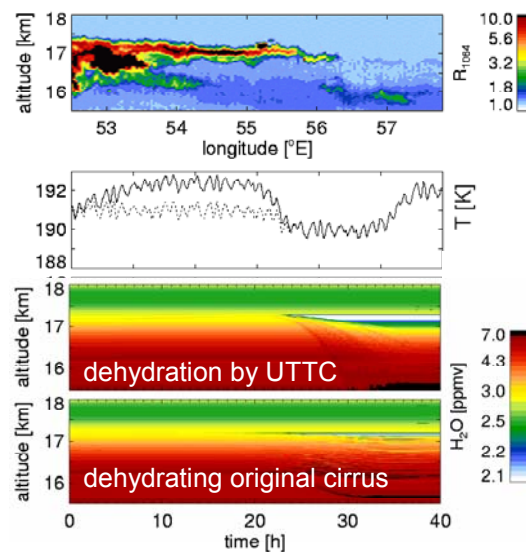 18
17
16
altitude [km]
10.0
5.6
3.2
1.8
1.0
R1064
53 54 55 56 57
longitude [°E]
192
190
188
T [K]
18
17
16
altitude [km]
dehydration by UTTC
7.0
4.3
3.0
2.5
2.2
2.1
H2O [ppmv]
18
17
16
altitude [km]
dehydrating original cirrus
0 10 20 30 40
time [h]